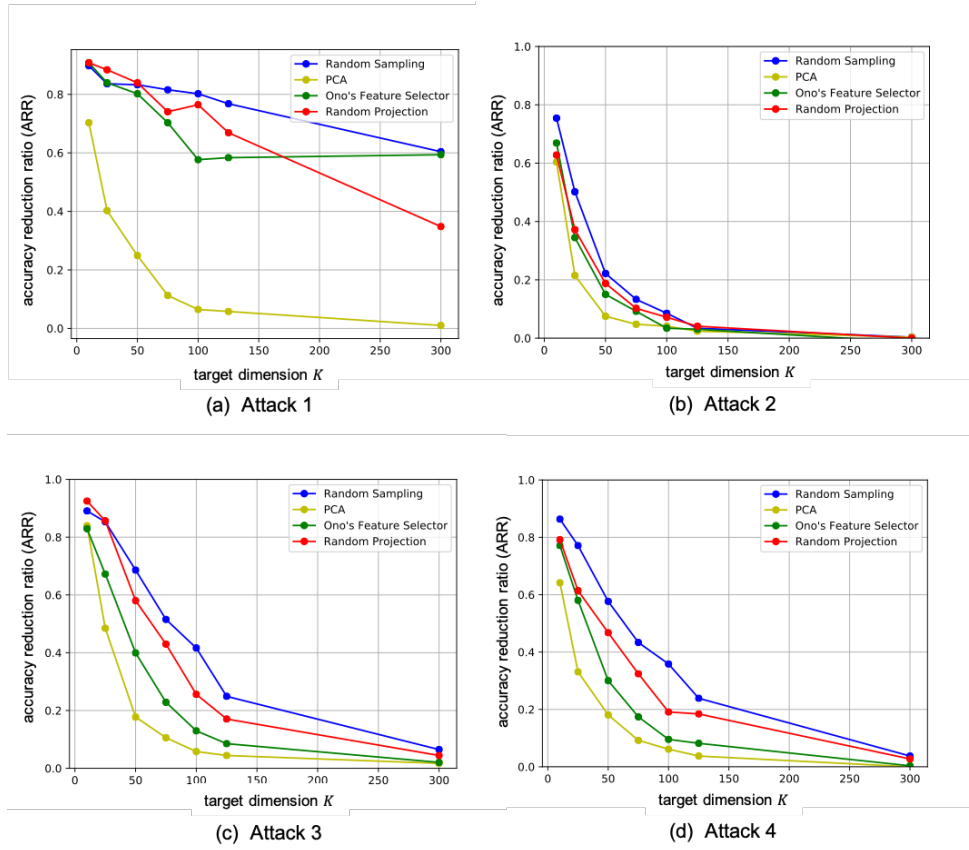 Random Sampling
PCA
Ono's Feature Selector
Random Projection
accuracy reduction ratio (ARR)
0.8
0.6
0.4
0.2
0.0
0 50 100 150 200 250 300
target dimension K
(a) Attack 1
Random Sampling
PCA
Ono's Feature Selector
Random Projection
accuracy reduction ratio (ARR)
1.0
0.8
0.6
0.4
0.2
0.0
0 50 100 150 200 250 300
target dimension K
(b) Attack 2
Random Sampling
PCA
Ono's Feature Selector
Random Projection
accuracy reduction ratio (ARR)
1.0
0.8
0.6
0.4
0.2
0.0
0 50 100 150 200 250 300
target dimension K
(c) Attack 3
Random Sampling
PCA
Ono's Feature Selector
Random Projection
accuracy reduction ratio (ARR)
1.0
0.8
0.6
0.4
0.2
0.0
0 50 100 150 200 250 300
target dimension K
(d) Attack 4